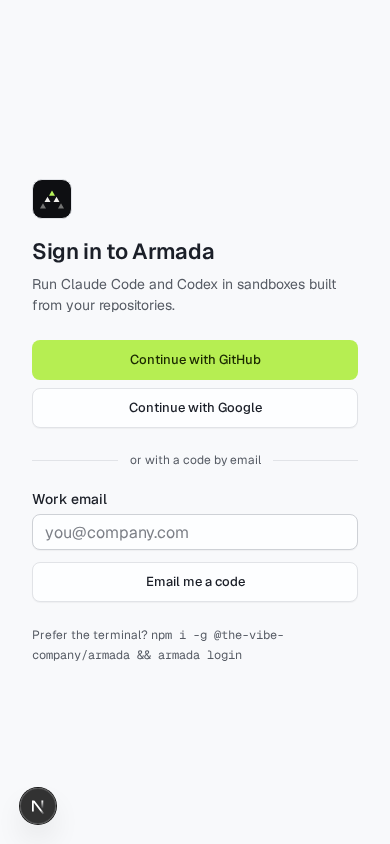 Sign in to Armada
Run Claude Code and Codex in sandboxes built
from your repositories.
Continue with GitHub
Continue with Google
or with a code by email
Work email
you@company.com
Email me a code
Prefer the terminal? npm i -g @the-vibe-
company/armada && armada login
N